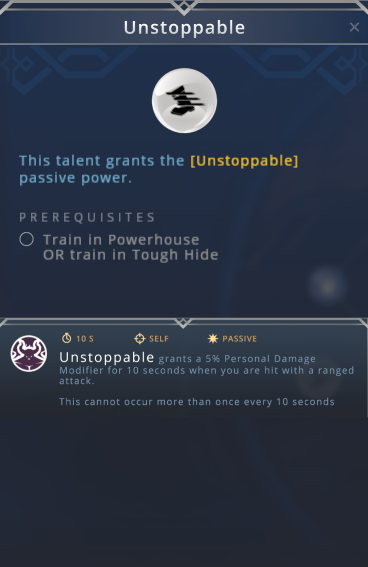 Unstoppable
This talent grants the [Unstoppable]
passive power.
PREREQUISITES
Train in Powerhouse
OR train in Tough Hide
10 S SELF PASSIVE
Unstoppable grants a 5% Personal Damage
Modifier for 10 seconds when you are hit with a ranged
attack.
This cannot occur more than once every 10 seconds